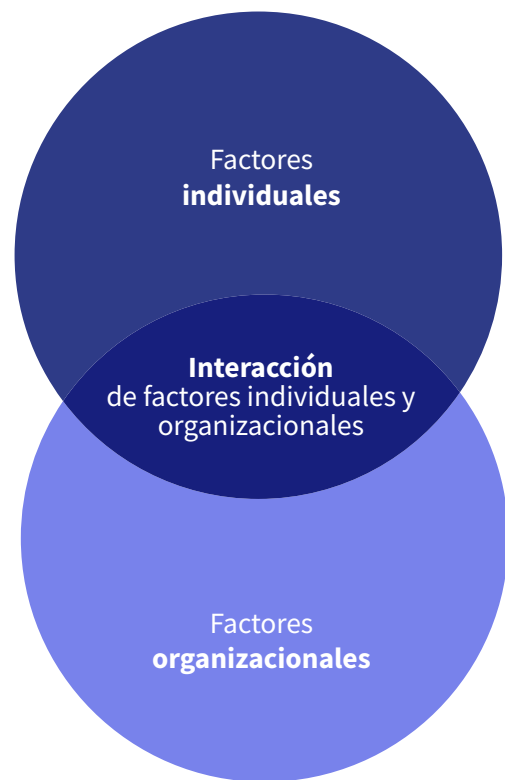 Factores
individuales
Interacción
de factores individuales y
organizacionales
Factores
organizacionales